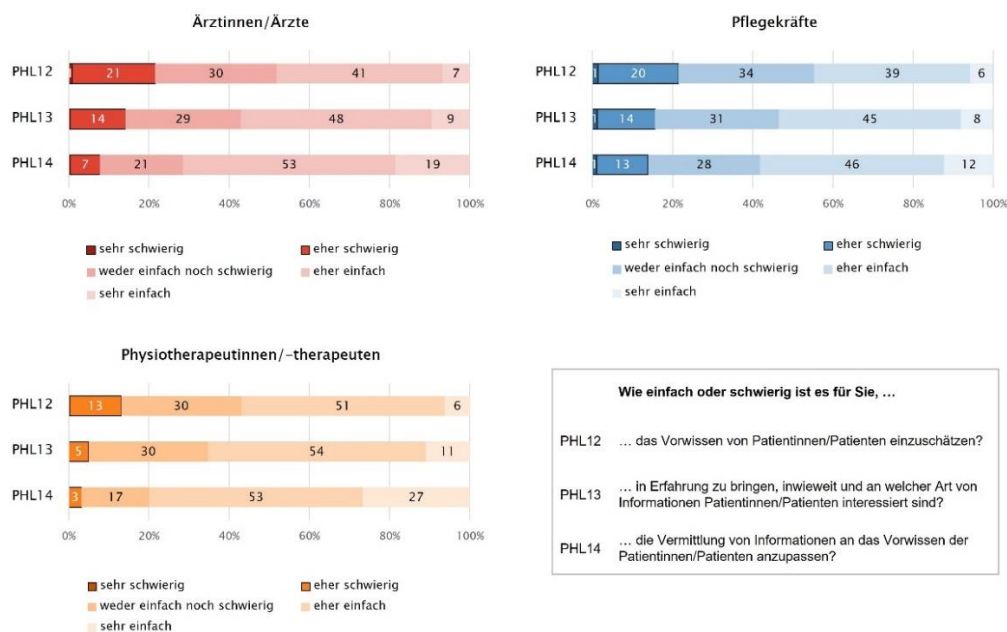 Ärztinnen/Ärzte
PHL12 1 21 30 41 7
PHL13 14 29 48 9
PHL14 7 21 53 19
0% 20% 40% 60% 80% 100%
sehr schwierig eher schwierig
weder einfach noch schwierig eher einfach
sehr einfach
Pflegekräfte
PHL12 1 20 34 39 6
PHL13 1 14 31 45 8
PHL14 1 13 28 46 12
0% 20% 40% 60% 80% 100%
sehr schwierig eher schwierig
weder einfach noch schwierig eher einfach
sehr einfach
Physiotherapeutinnen/-therapeuten
PHL12 13 30 51 6
PHL13 5 30 54 11
PHL14 3 17 53 27
0% 20% 40% 60% 80% 100%
sehr schwierig eher schwierig
weder einfach noch schwierig eher einfach
sehr einfach
Wie einfach oder schwierig ist es für Sie, …
PHL12 … das Vorwissen von Patientinnen/Patienten einzuschätzen?
PHL13 … in Erfahrung zu bringen, inwieweit und an welcher Art von
Informationen Patientinnen/Patienten interessiert sind?
PHL14 … die Vermittlung von Informationen an das Vorwissen der
Patientinnen/Patienten anzupassen?